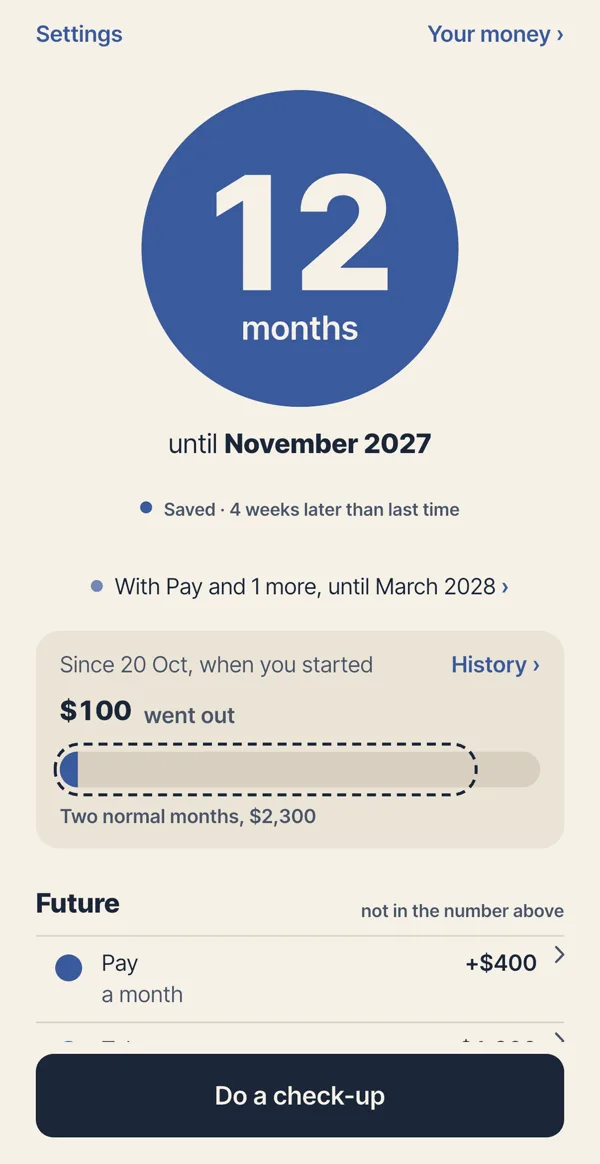 Settings
Your money ›
12
months
until November 2027
Saved · 4 weeks later than last time
With Pay and 1 more, until March 2028 ›
Since 20 Oct, when you started
History ›
$100 went out
Two normal months, $2,300
Future
not in the number above
Pay
+$400
a month
Do a check-up